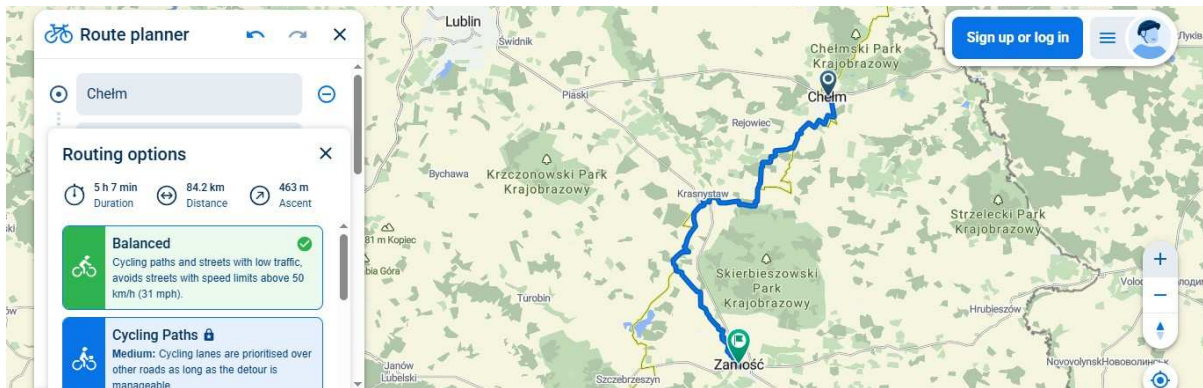 Route planner
Chełm
Routing options
5 h 7 min
Duration
84.2 km
Distance
463 m
Ascent
Balanced
Cycling paths and streets with low traffic,
avoids streets with speed limits above 50
km/h (31 mph).
Cycling Paths
Medium: Cycling lanes are prioritised over
other roads as long as the detour is
manageable
Sign up or log in
Lublin
Świdnik
Piaski
Chełmski Park
Krajobrazowy
Chełm
Rejowiec
Bychawa
Krzczonowski Park
Krajobrazowy
Krasnystaw
Strzelecki Park
Krajobrazowy
Skierbieszowski
Park
Krajobrazowy
Turobin
Hrubieszów
Zamość
Janów
Lubelski
Szczebrzeszyn